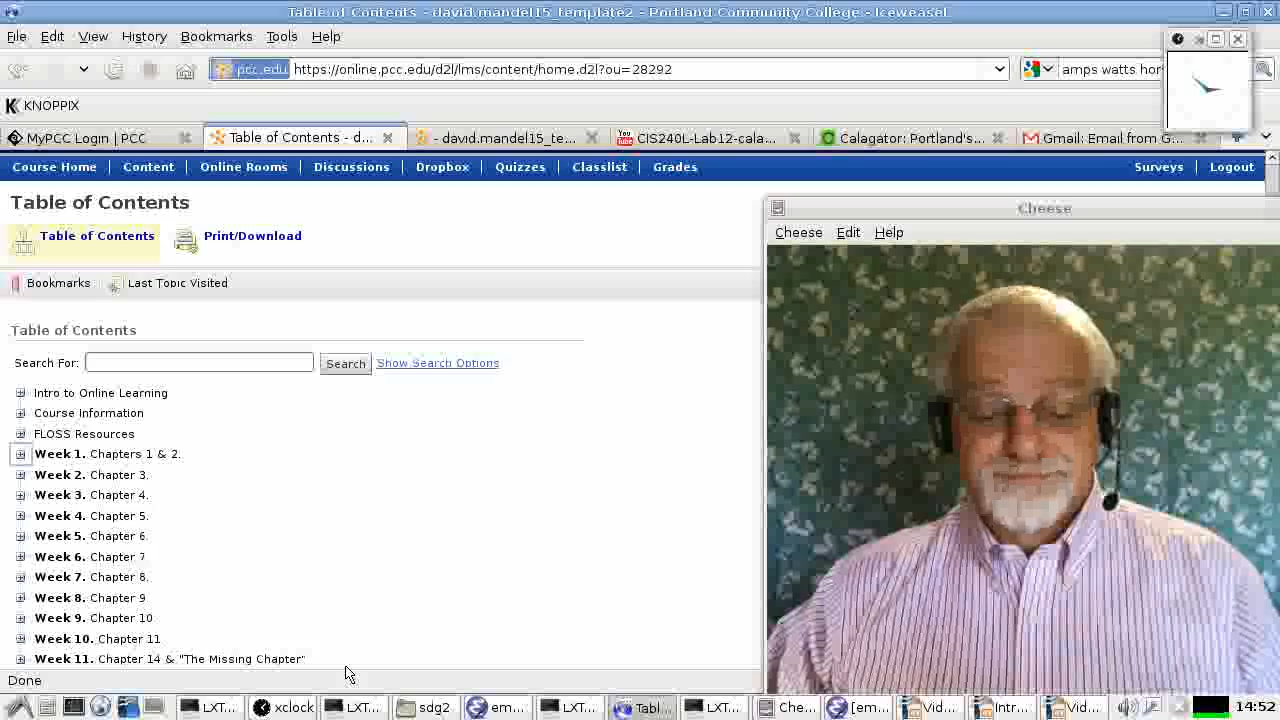 Table of Contents - david.mandel15_template2 - Portland Community College - Iceweasel
File Edit View History Bookmarks Tools Help
pcc.edu https://online.pcc.edu/d2l/lms/content/home.d2l?ou=28292 amps watts hor
KNOPPIX
MyPCC Login | PCC Table of Contents - d... - david.mandel15_te... CIS240L-Lab12-cala... Calagator: Portland's... Gmail: Email from G...
Course Home Content Online Rooms Discussions Dropbox Quizzes Classlist Grades Surveys Logout
Table of Contents
Table of Contents Print/Download
Bookmarks Last Topic Visited
Table of Contents
Search For: Search Show Search Options
Intro to Online Learning
Course Information
FLOSS Resources
Week 1. Chapters 1 & 2.
Week 2. Chapter 3.
Week 3. Chapter 4.
Week 4. Chapter 5.
Week 5. Chapter 6.
Week 6. Chapter 7
Week 7. Chapter 8.
Week 8. Chapter 9
Week 9. Chapter 10
Week 10. Chapter 11
Week 11. Chapter 14 & "The Missing Chapter"
Done
Cheese
Cheese Edit Help
LXT... xclock LXT... sdg2 em... LXT... Tabl... LXT... Che... [em... Vid... Intr... Vid... 14:52